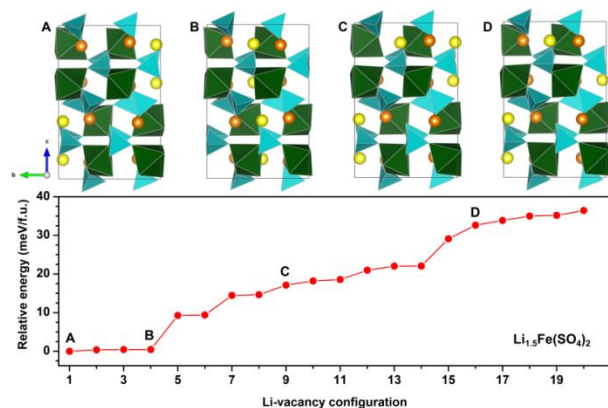 A B C D
c
b
Relative energy (meV/f.u.)
40
30
20
10
0
A
B
C
D
Li1.5Fe(SO4)2
1 3 5 7 9 11 13 15 17 19
Li-vacancy configuration